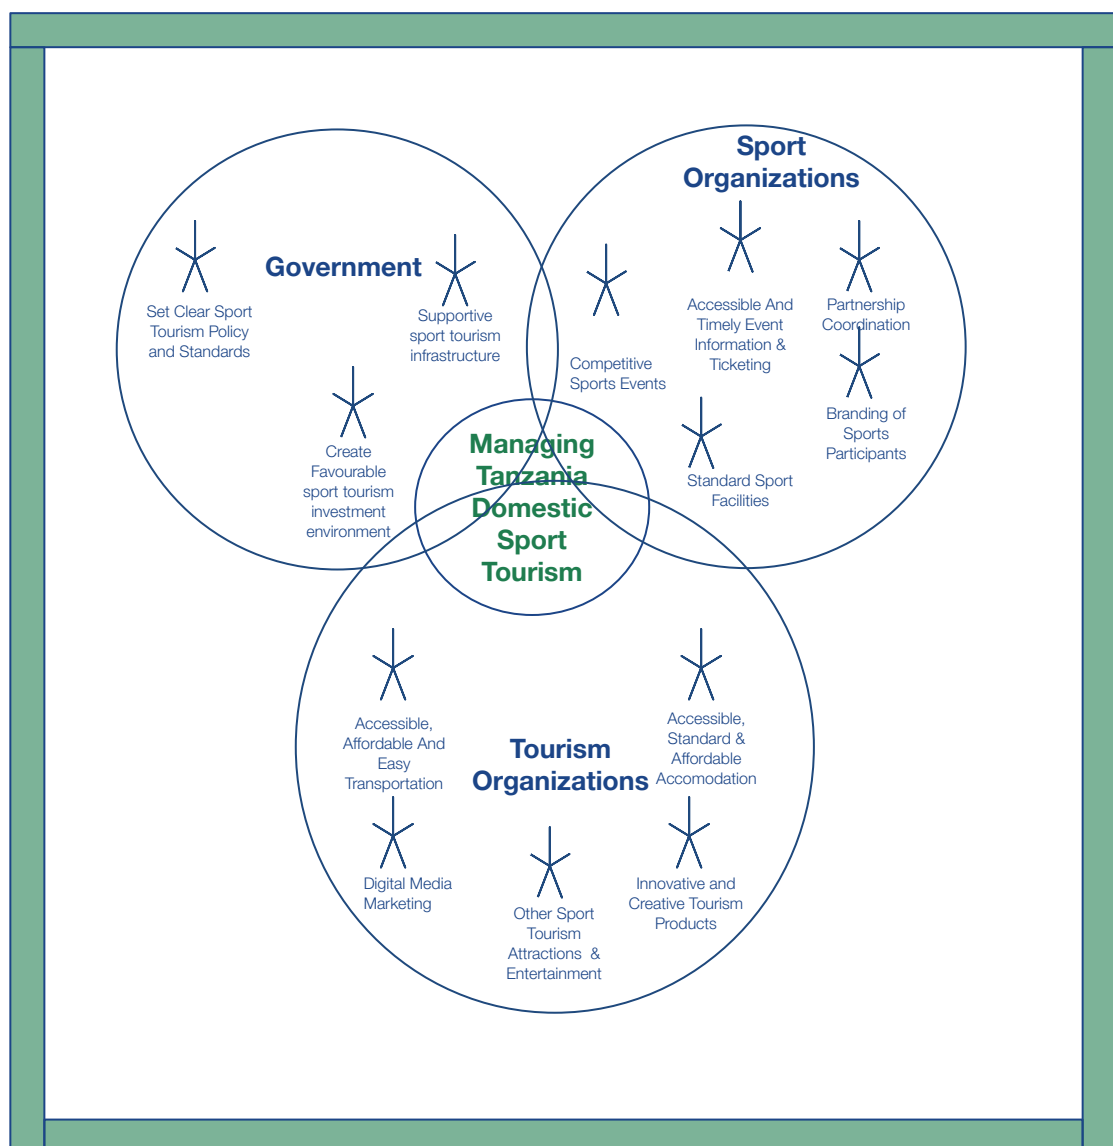 Government
Set Clear Sport
Tourism Policy
and Standards
Supportive
sport tourism
infrastructure
Create
Favourable
sport tourism
investment
environment
Sport
Organizations
Competitive
Sports Events
Accessible And
Timely Event
Information &
Ticketing
Partnership
Coordination
Branding of
Sports
Participants
Standard Sport
Facilities
Managing
Tanzania
Domestic
Sport
Tourism
Tourism
Organizations
Accessible,
Affordable And
Easy
Transportation
Accessible,
Standard &
Affordable
Accomodation
Digital Media
Marketing
Other Sport
Tourism
Attractions  &
Entertainment
Innovative and
Creative Tourism
Products